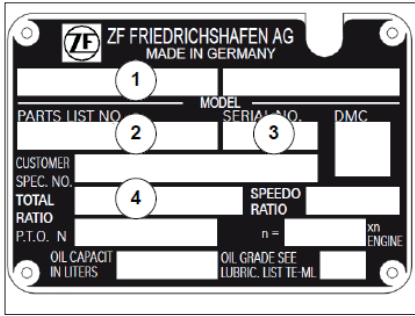 ZF FRIEDRICHSHAFEN AG
MADE IN GERMANY
1
MODEL
PARTS LIST NO. SERIAL NO. DMC
2 3
CUSTOMER
SPEC. NO.
4
TOTAL RATIO SPEEDO RATIO
P.T.O. N n = xn ENGINE
OIL CAPACIT IN LITERS OIL GRADE SEE LUBRIC. LIST TE-ML